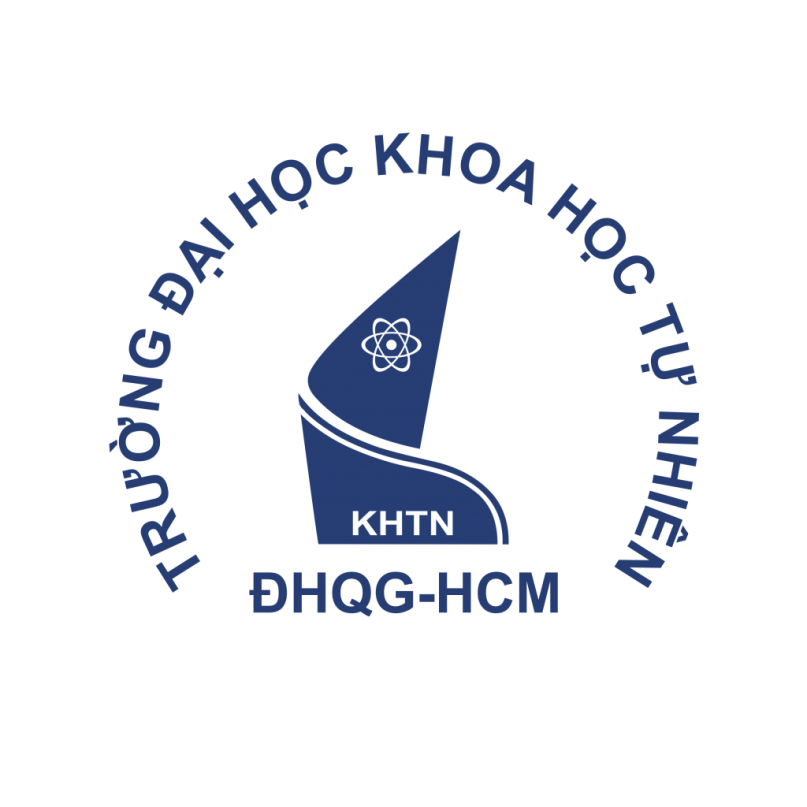 TRƯỜNG ĐẠI HỌC KHOA HỌC TỰ NHIÊN
KHTN
ĐHQG-HCM